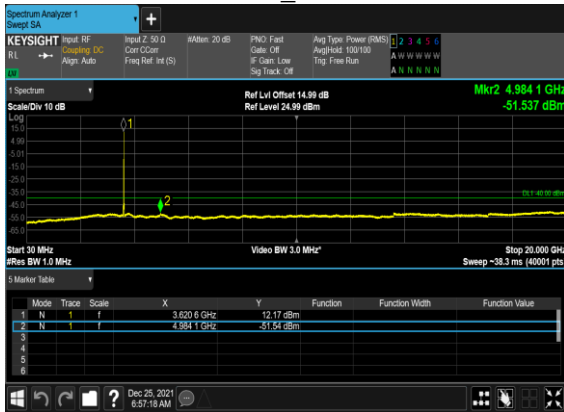 Spectrum Analyzer 1
Swept SA
KEYSIGHT Input: RF Input Z: 50 Ω #Atten: 20 dB PNO: Fast Avg Type: Power (RMS) 1 2 3 4 5 6
RL Coupling: DC Corr CCorr Gate: Off Avg|Hold: 100/100 A W W W W W
Align: Auto Freq Ref: Int (S) IF Gain: Low Trig: Free Run
LXI Sig Track: Off A N N N N N
1 Spectrum Ref Lvl Offset 14.99 dB Mkr2 4.984 1 GHz
Scale/Div 10 dB Ref Level 24.99 dBm -51.537 dBm
Log
15.0 1
4.99
-5.01
-15.0
-25.0
-35.0 DL1 -40.00 dBm
-45.0 2
-55.0
-65.0
Start 30 MHz Video BW 3.0 MHz* Stop 20.000 GHz
#Res BW 1.0 MHz Sweep ~38.3 ms (40001 pts)
5 Marker Table
Mode Trace Scale X Y Function Function Width Function Value
1 N 1 f 3.620 6 GHz 12.17 dBm
2 N 1 f 4.984 1 GHz -51.54 dBm
3
4
5
6
? Dec 25, 2021
6:57:18 AM